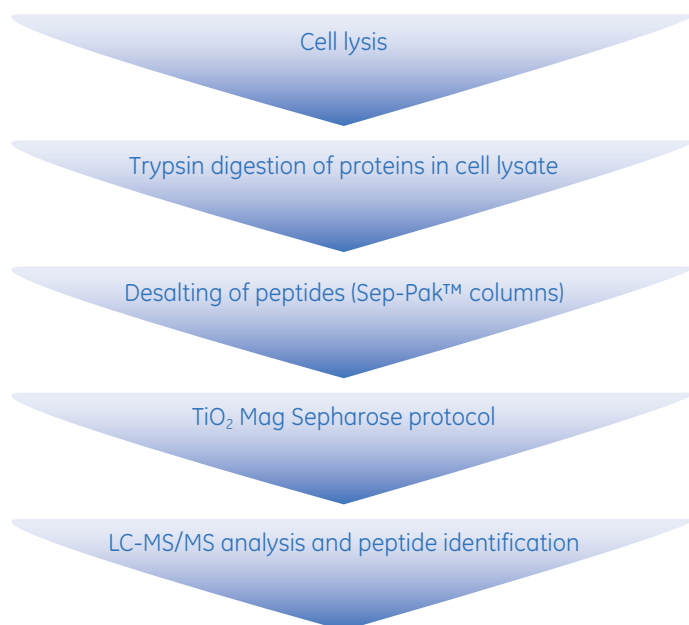 Cell lysis
Trypsin digestion of proteins in cell lysate
Desalting of peptides (Sep-Pak™ columns)
TiO₂ Mag Sepharose protocol
LC-MS/MS analysis and peptide identification